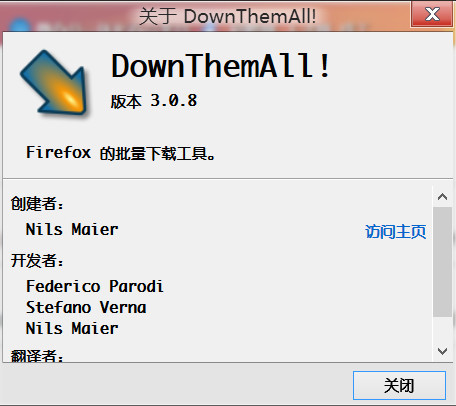 关于 DownThemAll!
DownThemAll!
版本 3.0.8
Firefox 的批量下载工具。
创建者：
Nils Maier
访问主页
开发者：
Federico Parodi
Stefano Verna
Nils Maier
翻译者：
关闭